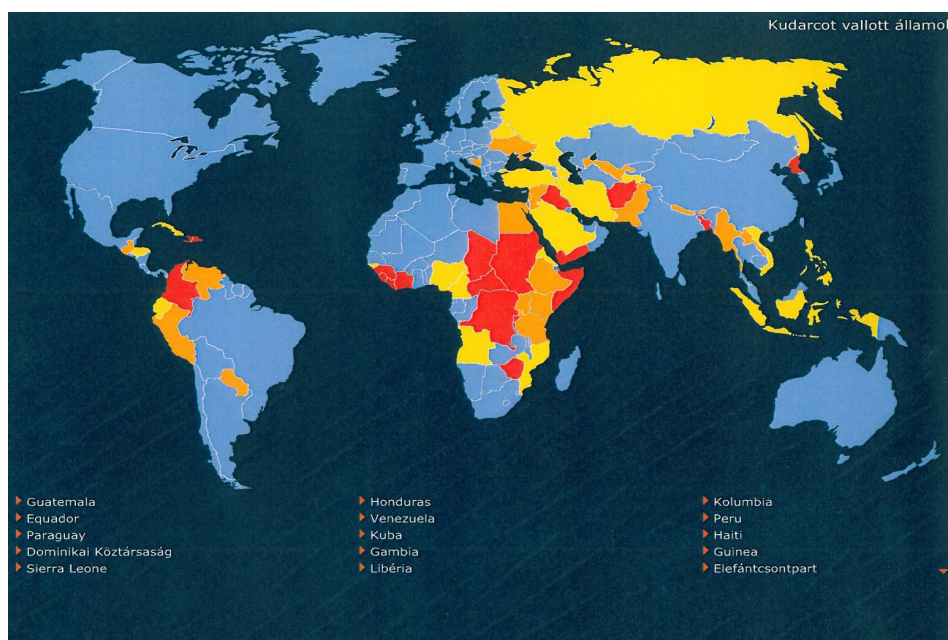 Kudarcot vallott államok
Guatemala
Equador
Paraguay
Dominikai Köztársaság
Sierra Leone
Honduras
Venezuela
Kuba
Gambia
Libéria
Kolumbia
Peru
Haiti
Guinea
Elefántcsontpart